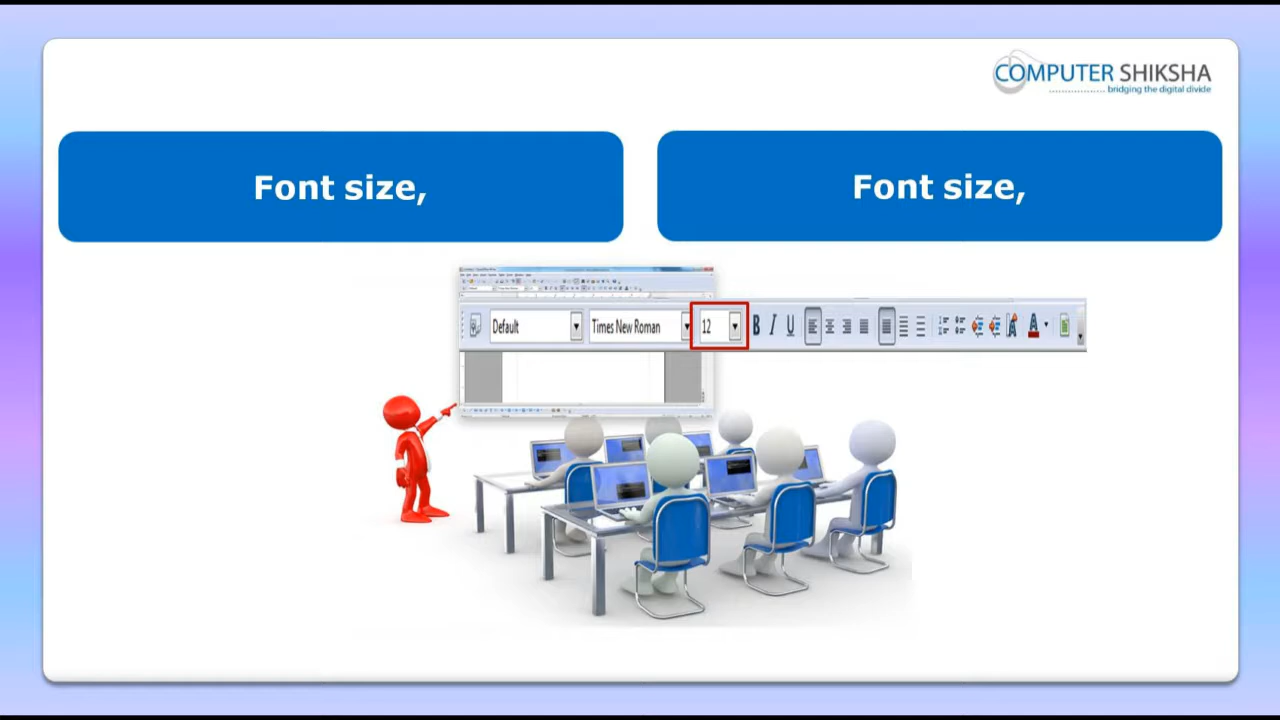 COMPUTER SHIKSHA
bridging the digital divide
Font size,
Font size,
Default
Times New Roman
12
B I U
A